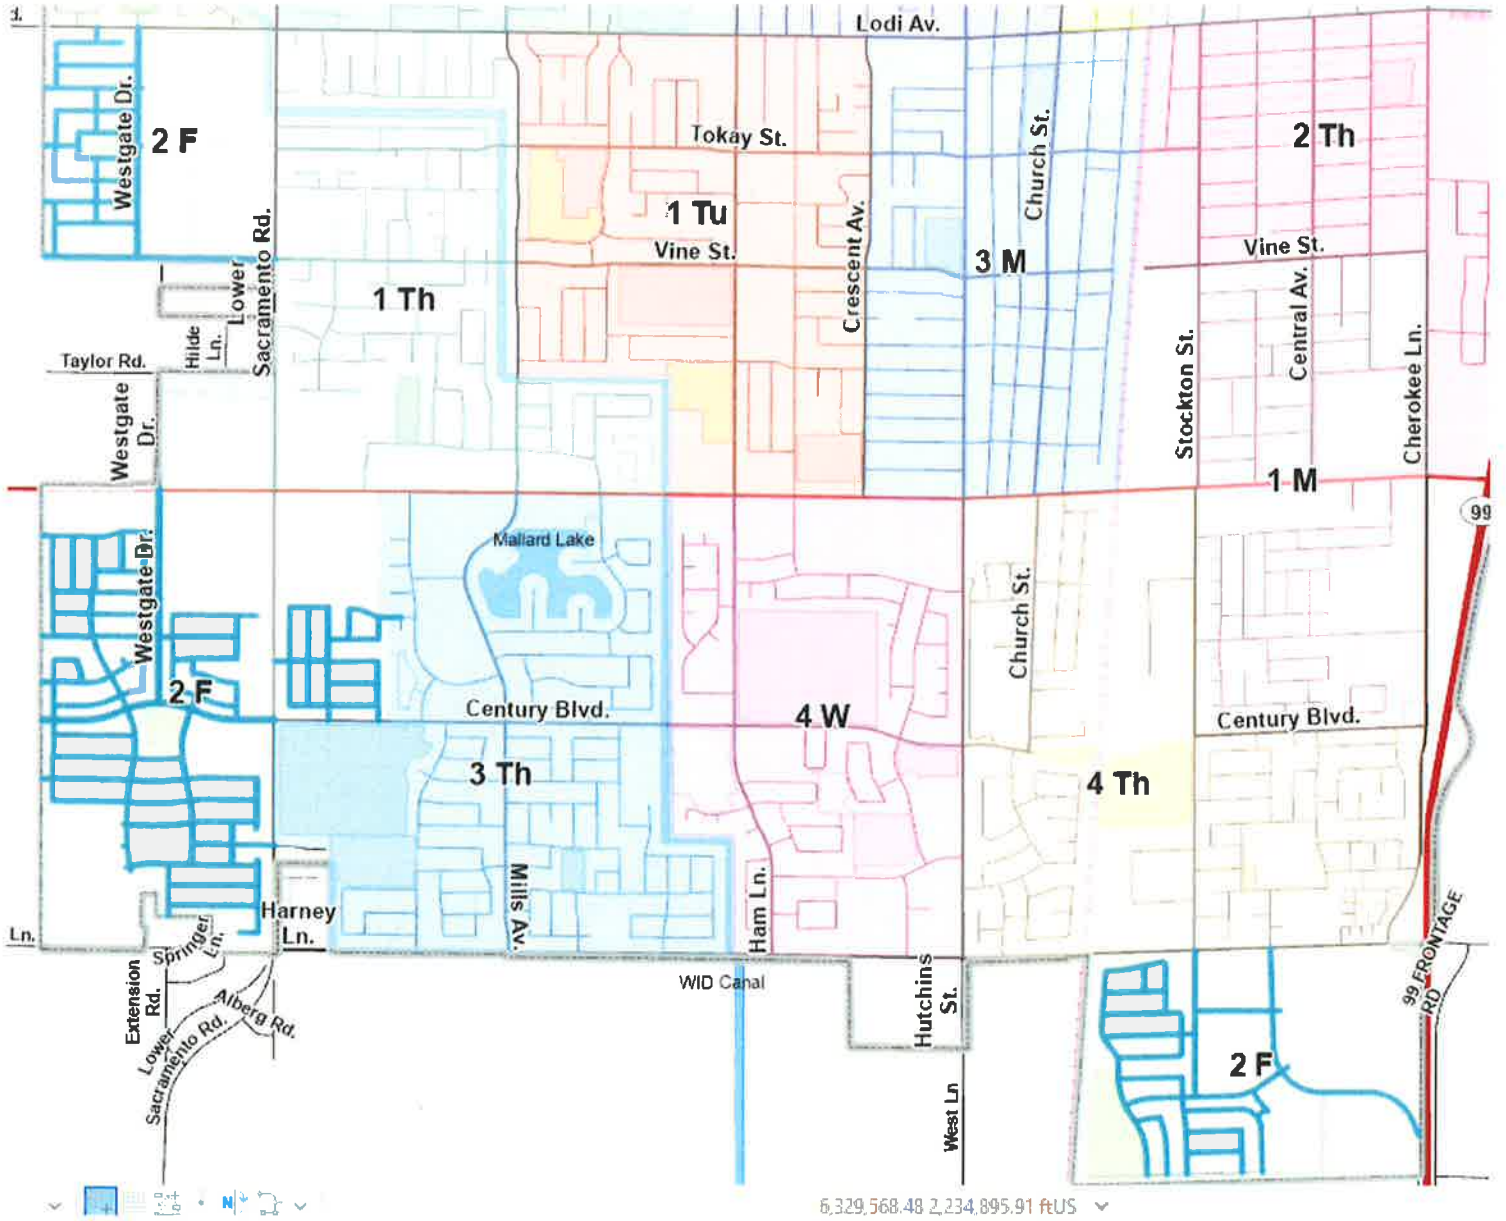 d.
Lodi Av.
Westgate Dr.
2 F
Tokay St.
Church St.
2 Th
1 Tu
Vine St.
Crescent Av.
3 M
Vine St.
Lower
Sacramento Rd.
1 Th
Central Av.
Stockton St.
Cherokee Ln.
Hilde
Ln.
Taylor Rd.
Westgate
Dr.
1 M
99
Mallard Lake
Westgate Dr.
Church St.
2 F
Century Blvd.
4 W
Century Blvd.
3 Th
4 Th
Mills Av.
Ham Ln.
Harney
Ln.
Ln.
Springer
Ln.
Extension
Rd.
Alberg Rd.
Lower
Sacramento Rd.
WID Canal
Hutchins
St.
West Ln
99 FRONTAGE
RD
2 F
N
6,329,568.48 2,234,895.91 ftUS